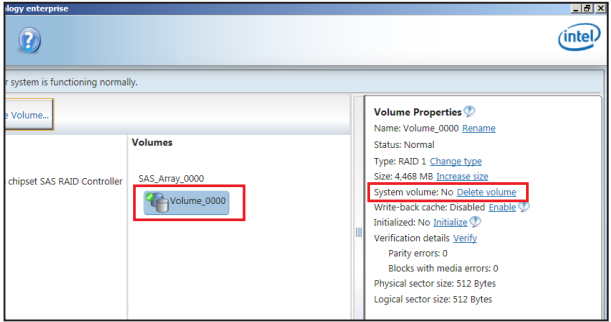 ology enterprise
intel
r system is functioning normally.
e Volume...
Volumes
chipset SAS RAID Controller
SAS_Array_0000
Volume_0000
Volume Properties
Name: Volume_0000 Rename
Status: Normal
Type: RAID 1 Change type
Size: 4,468 MB Increase size
System volume: No Delete volume
Write-back cache: Disabled Enable
Initialized: No Initialize
Verification details Verify
Parity errors: 0
Blocks with media errors: 0
Physical sector size: 512 Bytes
Logical sector size: 512 Bytes